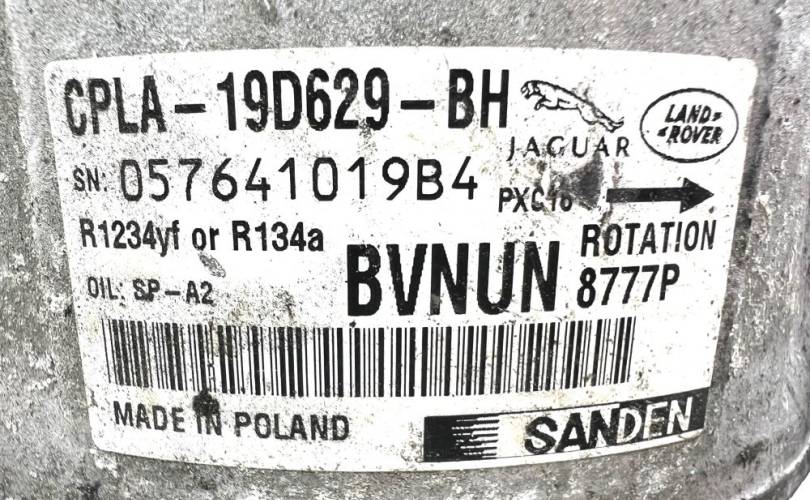 CPLA-19D629-BH
JAGUAR
LAND-
ROVER
SN: 057641019B4
PXC16
R1234yf or R134a
ROTATION
OIL: SP-A2
BVNUN
8777P
MADE IN POLAND
SANDEN